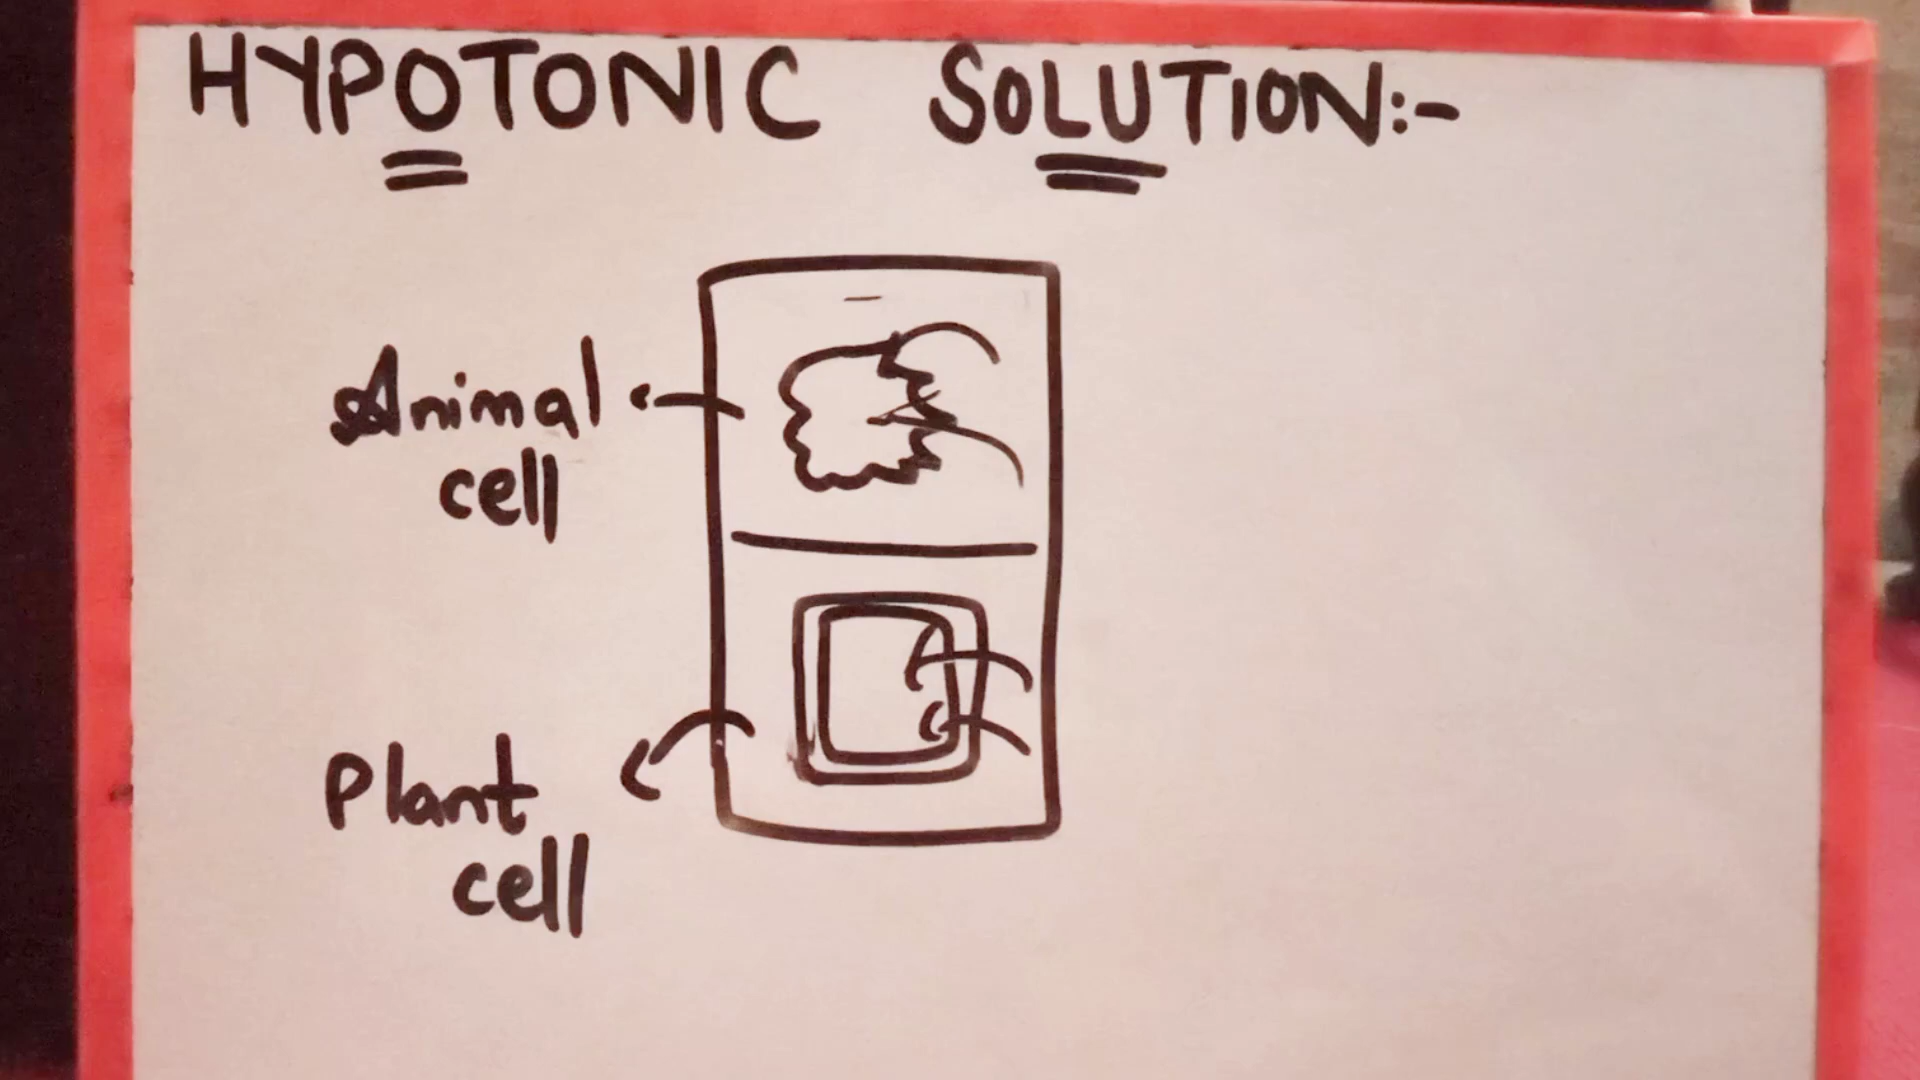 HYPOTONIC SOLUTION:-
Animal
cell
Plant
cell